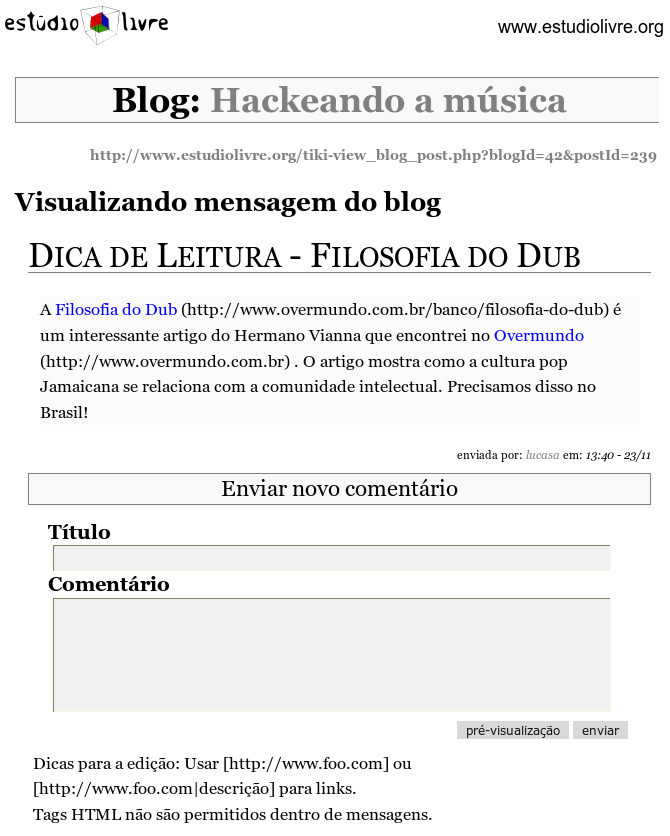 estúdio livre
www.estudiolivre.org
Blog: Hackeando a música
http://www.estudiolivre.org/tiki-view_blog_post.php?blogId=42&postId=239
Visualizando mensagem do blog
Dica de Leitura - Filosofia do Dub
A Filosofia do Dub (http://www.overmundo.com.br/banco/filosofia-do-dub) é
um interessante artigo do Hermano Vianna que encontrei no Overmundo
(http://www.overmundo.com.br) . O artigo mostra como a cultura pop
Jamaicana se relaciona com a comunidade intelectual. Precisamos disso no
Brasil!
enviada por: lucasa em: 13:40 - 23/11
Enviar novo comentário
Título
Comentário
pré-visualização enviar
Dicas para a edição: Usar [http://www.foo.com] ou
[http://www.foo.com|descrição] para links.
Tags HTML não são permitidos dentro de mensagens.